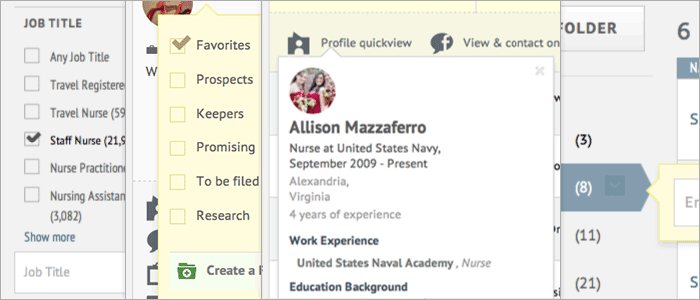 JOB TITLE
Any Job Title
Travel Registere
Travel Nurse (59
Staff Nurse (21,9
Nurse Practitione
Nursing Assistan
(3,082)
Show more
Job Title
W
Favorites
Prospects
Keepers
Promising
To be filed
Research
Create a
Profile quickview
View & contact on
Allison Mazzaferro
Nurse at United States Navy,
September 2009 - Present
Alexandria,
Virginia
4 years of experience
Work Experience
United States Naval Academy , Nurse
Education Background
FOLDER
(3)
(8)
(11)
(21)
6
N
S
En
S